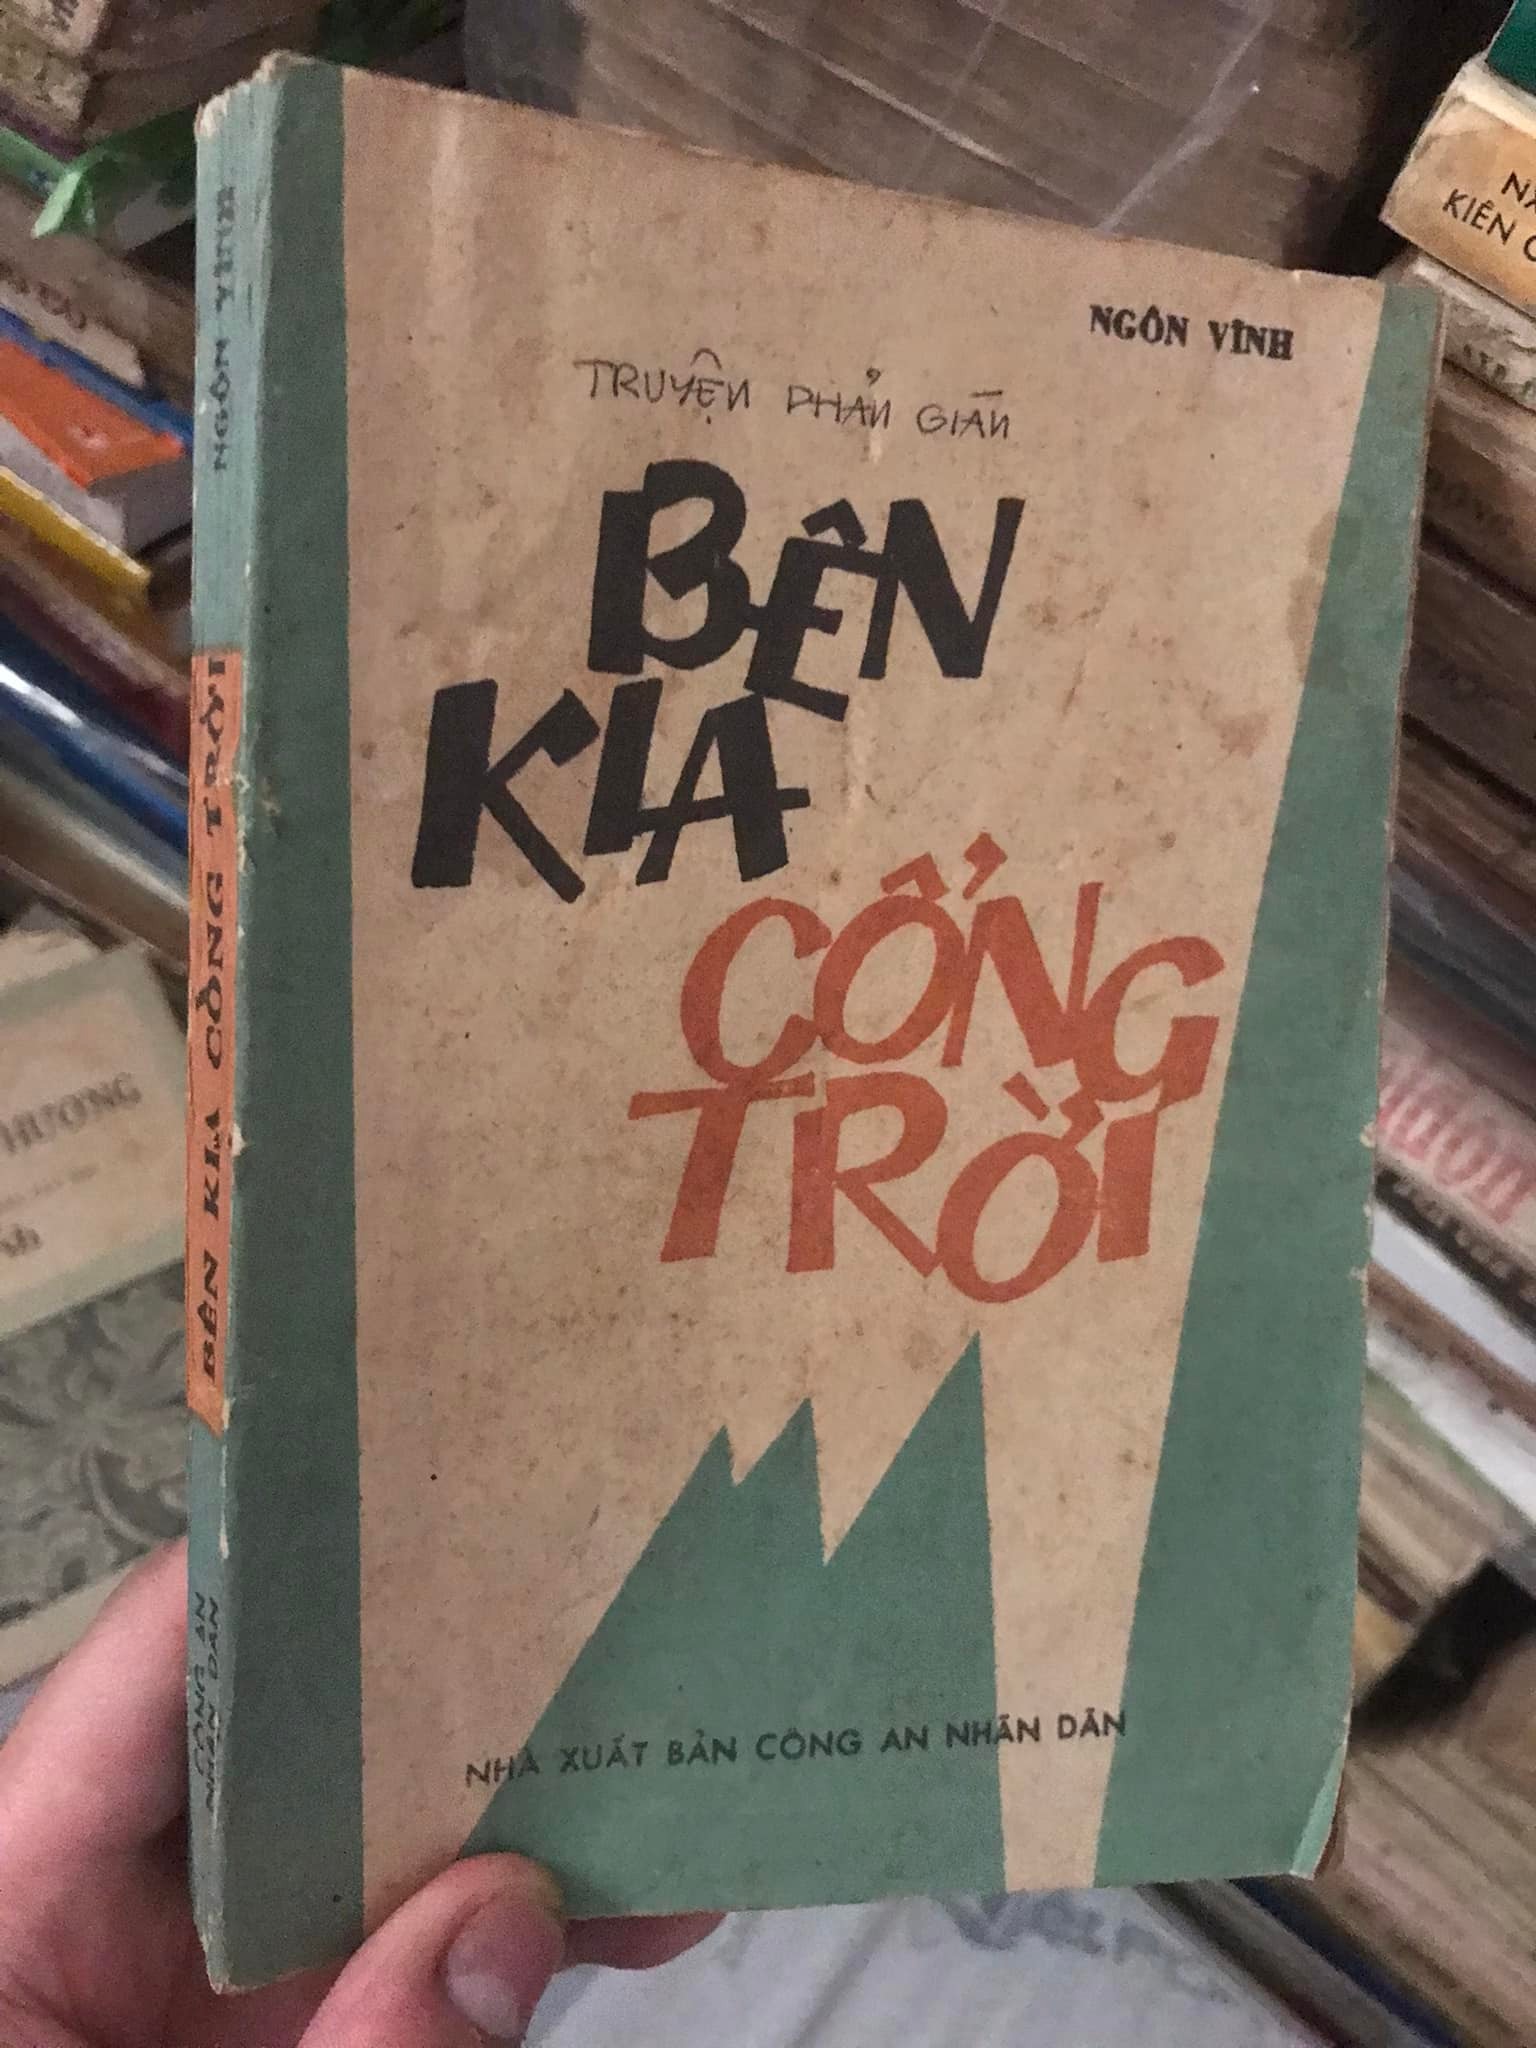 NGÔN VĨNH
TRUYỆN PHẢN GIÁN
BÊN
KIA
CỔNG
TRỜI
NHÀ XUẤT BẢN CÔNG AN NHÂN DÂN
NGÔN VĨNH
BÊN KIA CỔNG TRỜI
CÔNG AN
NHÂN DÂN
HƯƠNG
KIÊN